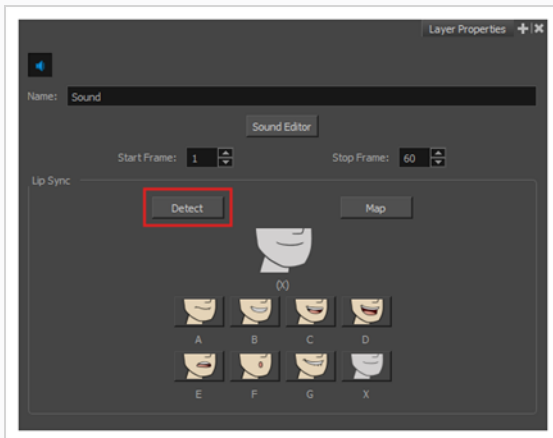 Layer Properties
Name: Sound
Sound Editor
Start Frame: 1 Stop Frame: 60
Lip Sync
Detect Map
(X)
A B C D
E F G X